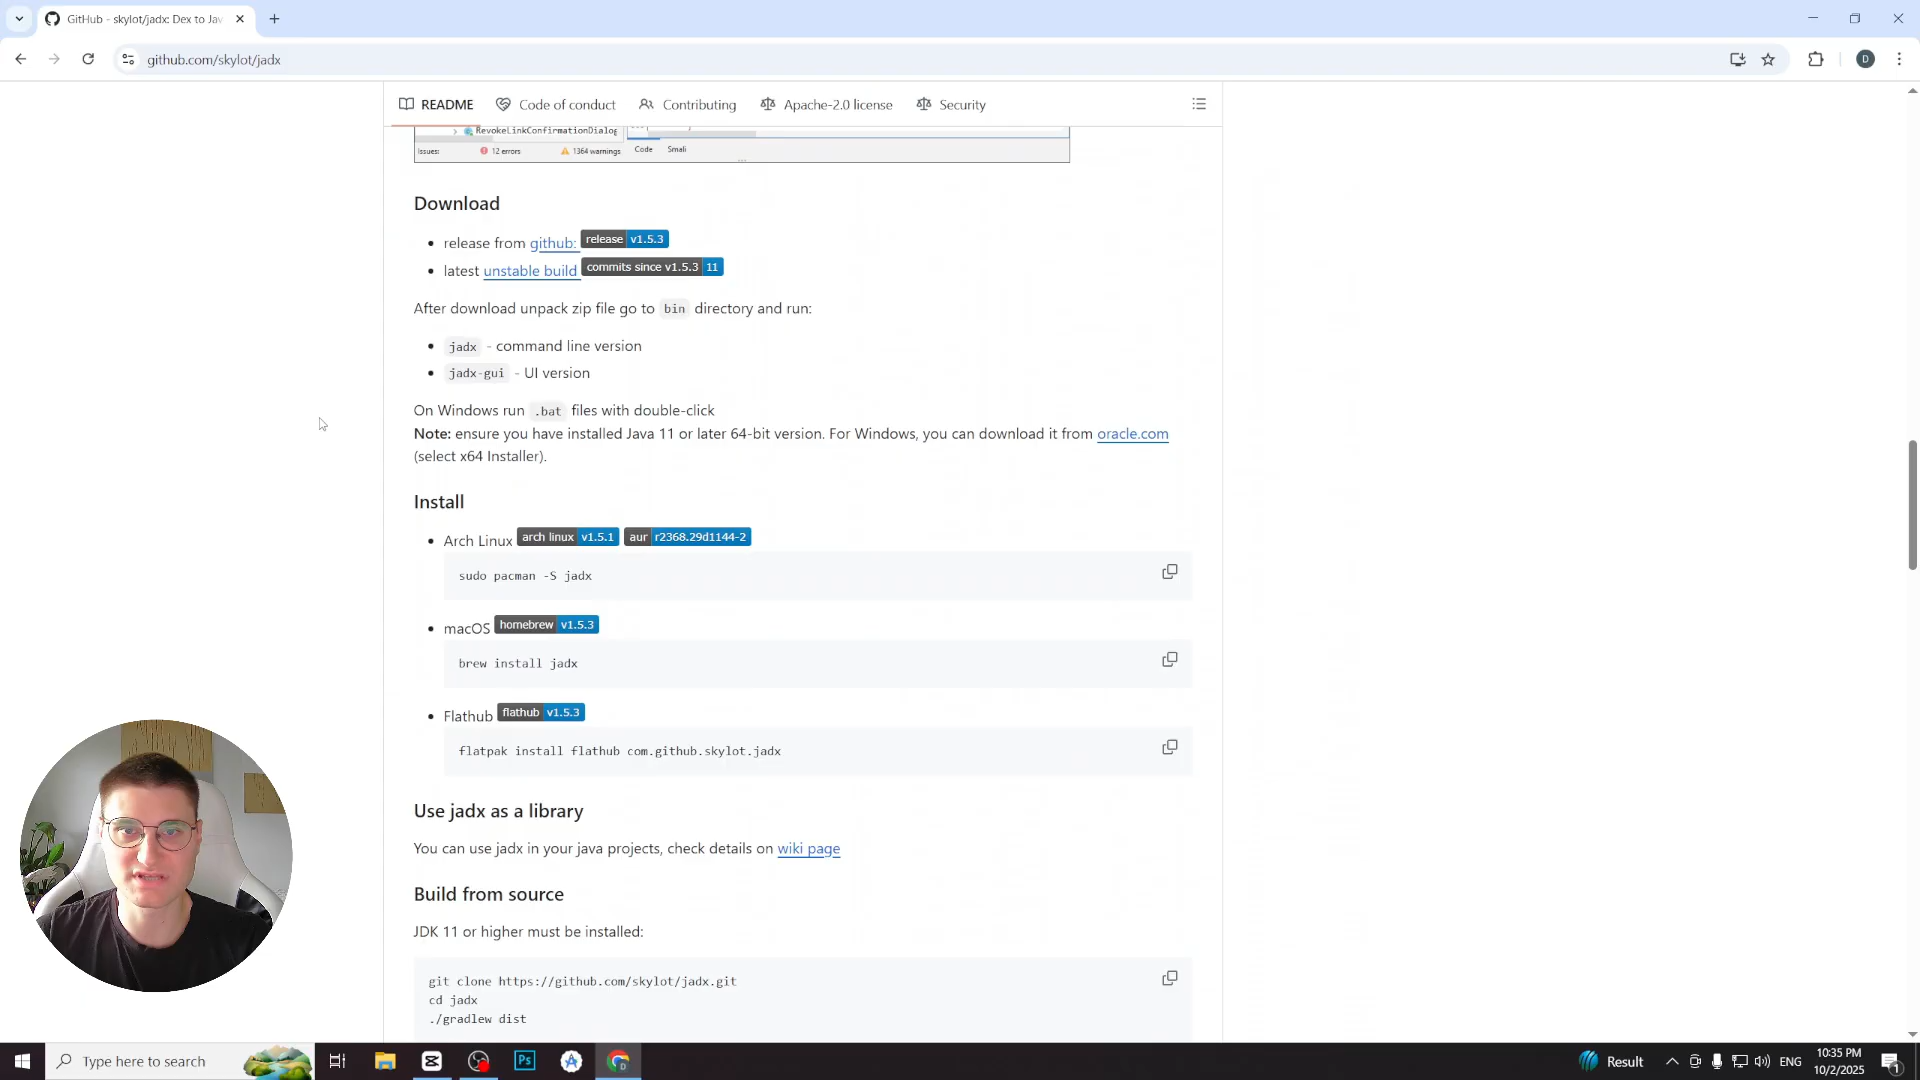 GitHub - skylot/jadx: Dex to Jav
github.com/skylot/jadx
D
README
Code of conduct
Contributing
Apache-2.0 license
Security
RevokeLinkConfirmationDialog
Issues:
12 errors
1364 warnings
Code
Smali
Download
release from github: release v1.5.3
latest unstable build commits since v1.5.3 11
After download unpack zip file go to bin directory and run:
jadx - command line version
jadx-gui - UI version
On Windows run .bat files with double-click
Note: ensure you have installed Java 11 or later 64-bit version. For Windows, you can download it from oracle.com
(select x64 Installer).
Install
Arch Linux arch linux v1.5.1 aur r2368.29d1144-2
sudo pacman -S jadx
macOS homebrew v1.5.3
brew install jadx
Flathub flathub v1.5.3
flatpak install flathub com.github.skylot.jadx
Use jadx as a library
You can use jadx in your java projects, check details on wiki page
Build from source
JDK 11 or higher must be installed:
git clone https://github.com/skylot/jadx.git
cd jadx
./gradlew dist
Type here to search
Ps
D
Result
ENG
10:35 PM
10/2/2025
1